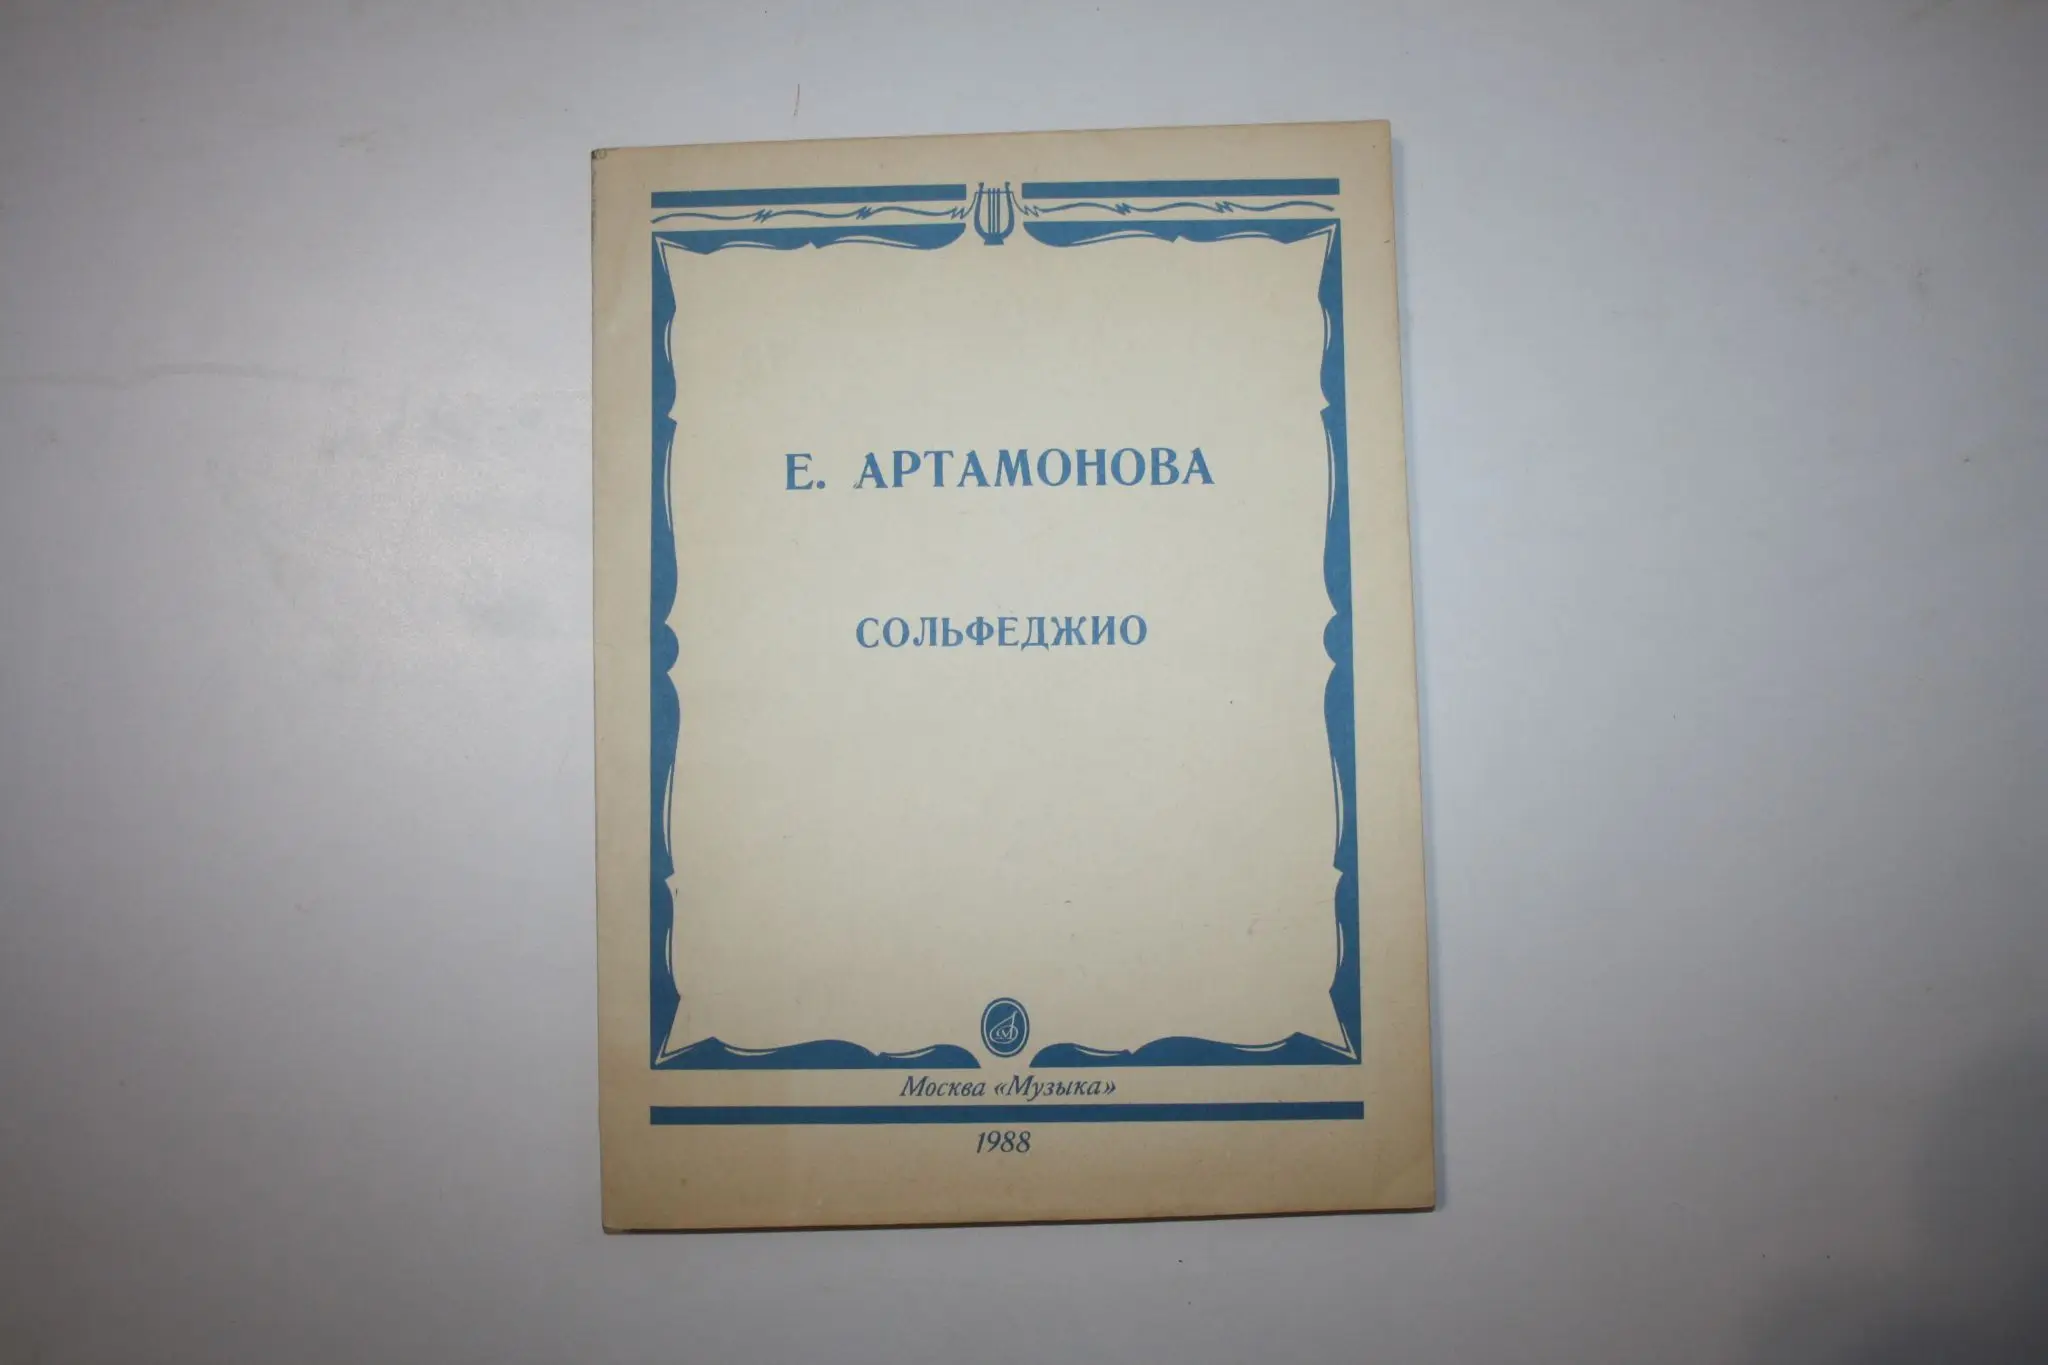 Е. АРТАМОНОВА
СОЛЬФЕДЖИО
Москва «Музыка»
1988